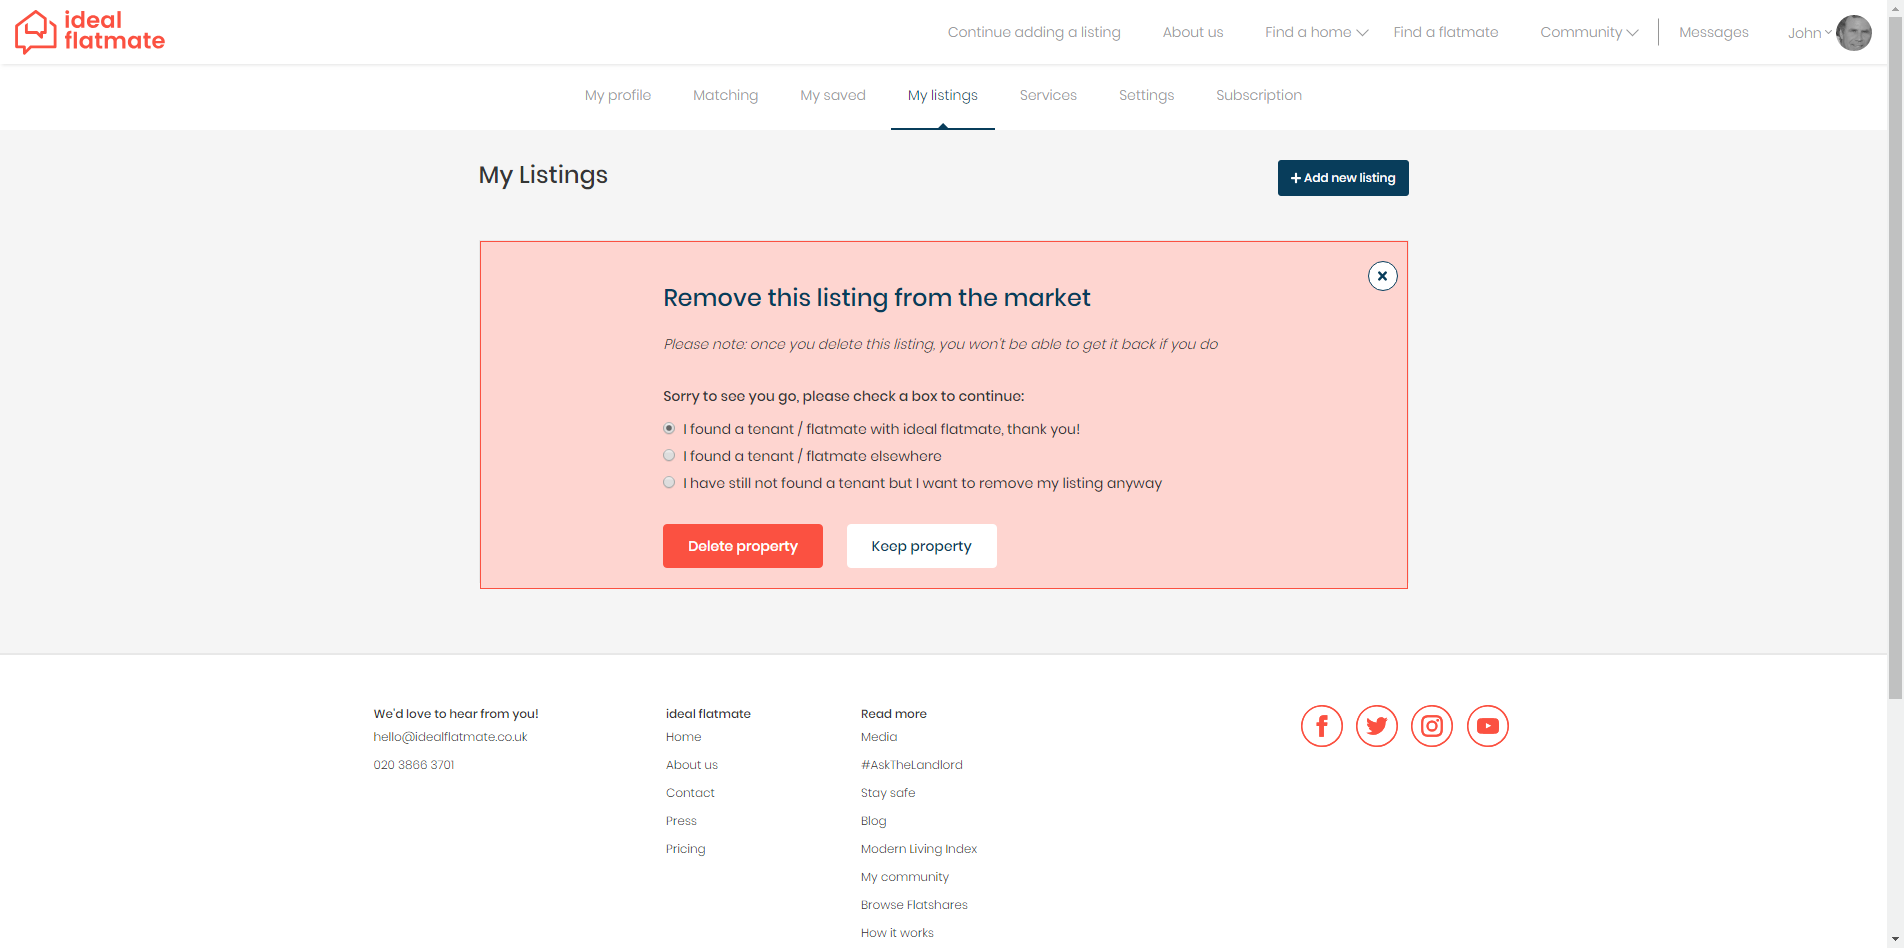 ideal
flatmate
Continue adding a listing
About us
Find a home
Find a flatmate
Community
Messages
John
My profile
Matching
My saved
My listings
Services
Settings
Subscription
My Listings
+ Add new listing
Remove this listing from the market
Please note: once you delete this listing, you won't be able to get it back if you do
Sorry to see you go, please check a box to continue:
I found a tenant / flatmate with ideal flatmate, thank you!
I found a tenant / flatmate elsewhere
I have still not found a tenant but I want to remove my listing anyway
Delete property
Keep property
We'd love to hear from you!
hello@idealflatmate.co.uk
020 3866 3701
ideal flatmate
Home
About us
Contact
Press
Pricing
Read more
Media
#AskTheLandlord
Stay safe
Blog
Modern Living Index
My community
Browse Flatshares
How it works